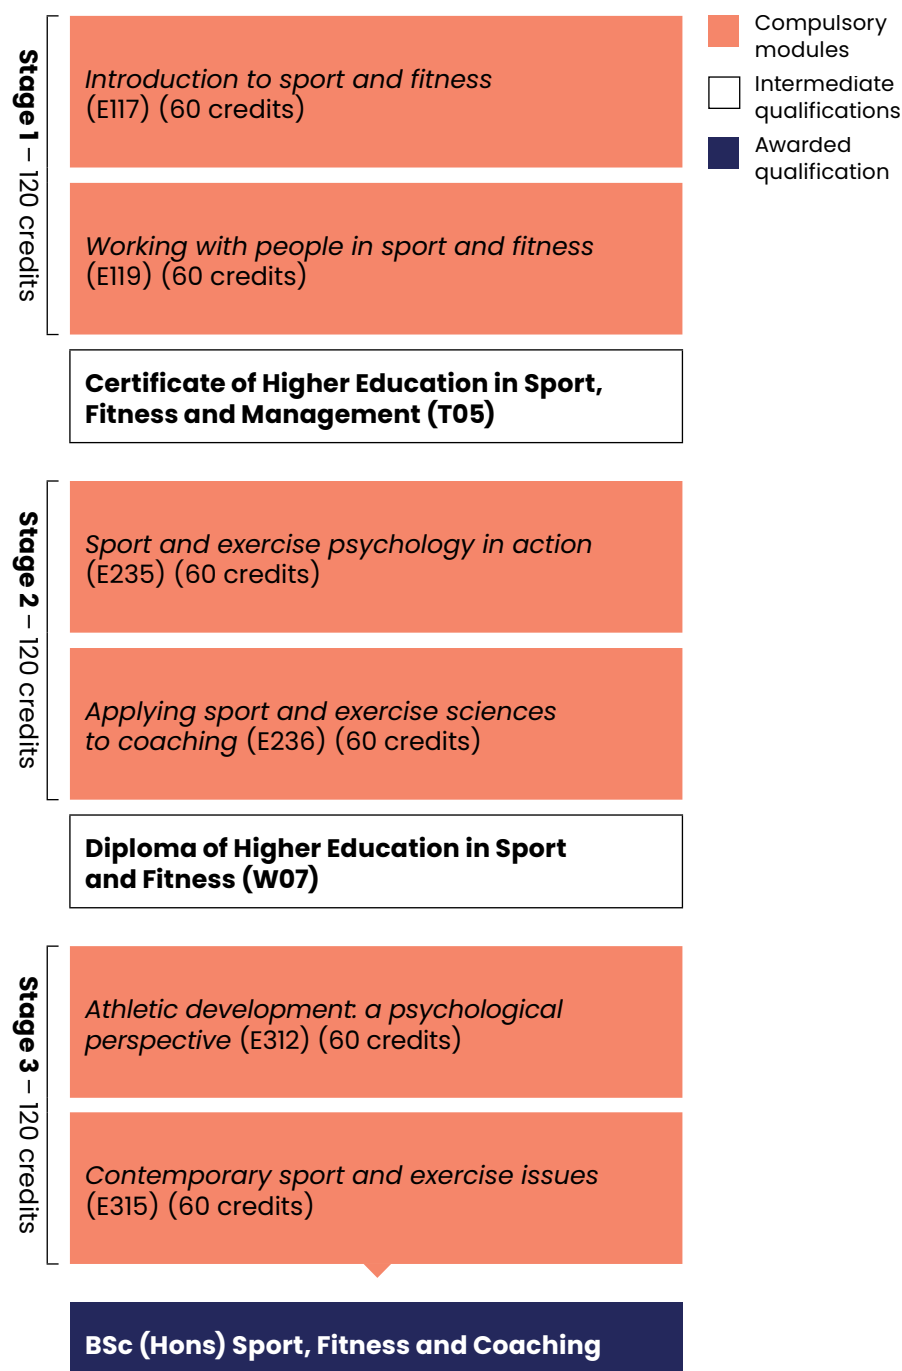 Compulsory
modules
Intermediate
qualifications
Awarded
qualification
Stage 1 – 120 credits
Introduction to sport and fitness
(E117) (60 credits)
Working with people in sport and fitness
(E119) (60 credits)
Certificate of Higher Education in Sport,
Fitness and Management (T05)
Stage 2 – 120 credits
Sport and exercise psychology in action
(E235) (60 credits)
Applying sport and exercise sciences
to coaching (E236) (60 credits)
Diploma of Higher Education in Sport
and Fitness (W07)
Stage 3 – 120 credits
Athletic development: a psychological
perspective (E312) (60 credits)
Contemporary sport and exercise issues
(E315) (60 credits)
BSc (Hons) Sport, Fitness and Coaching